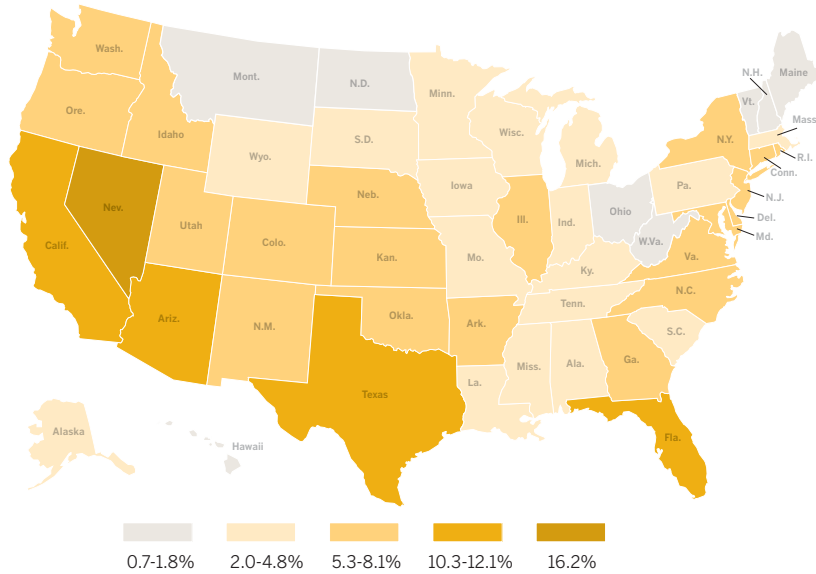 Wash.
Mont.
N.D.
Minn.
N.H.
Maine
Vt.
Ore.
Idaho
S.D.
Wisc.
Mich.
N.Y.
Mass
R.I.
Conn.
Wyo.
Iowa
Neb.
Pa.
N.J.
Nev.
Utah
Colo.
Ill.
Ind.
Ohio
Del.
Md.
Calif.
Kan.
Mo.
W.Va.
Va.
Ky.
N.C.
Ariz.
N.M.
Okla.
Ark.
Tenn.
S.C.
Texas
La.
Miss.
Ala.
Ga.
Alaska
Hawaii
Fla.
0.7-1.8%
2.0-4.8%
5.3-8.1%
10.3-12.1%
16.2%